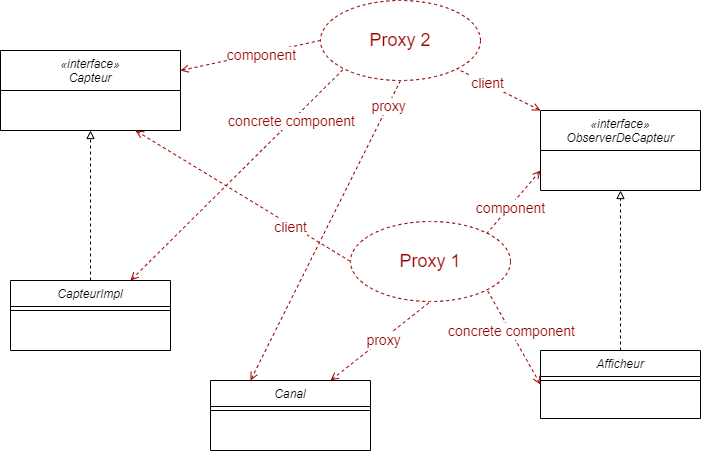 Proxy 2
«interface»
Capteur
component
client
proxy
concrete component
«interface»
ObserverDeCapteur
component
client
Proxy 1
CapteurImpl
concrete component
proxy
Afficheur
Canal